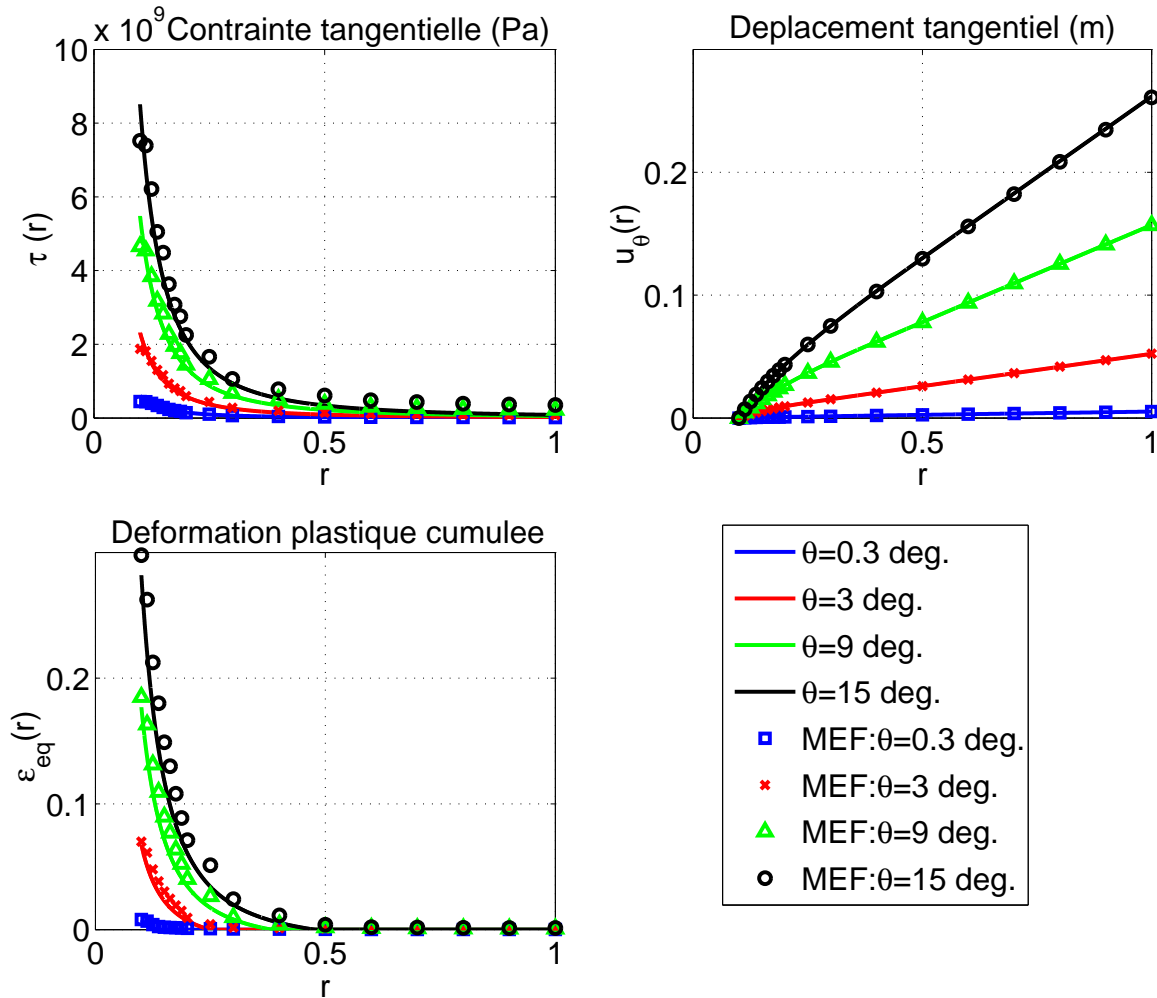 x 10⁹ Contrainte tangentielle (Pa)
10
8
6
4
2
0
0
0.5
1
τ (r)
r
Deplacement tangentiel (m)
0.2
0.1
0
0
0.5
1
u_θ(r)
r
Deformation plastique cumulee
0.2
0.1
0
0
0.5
1
ε_eq(r)
r
θ=0.3 deg.
θ=3 deg.
θ=9 deg.
θ=15 deg.
MEF:θ=0.3 deg.
MEF:θ=3 deg.
MEF:θ=9 deg.
MEF:θ=15 deg.